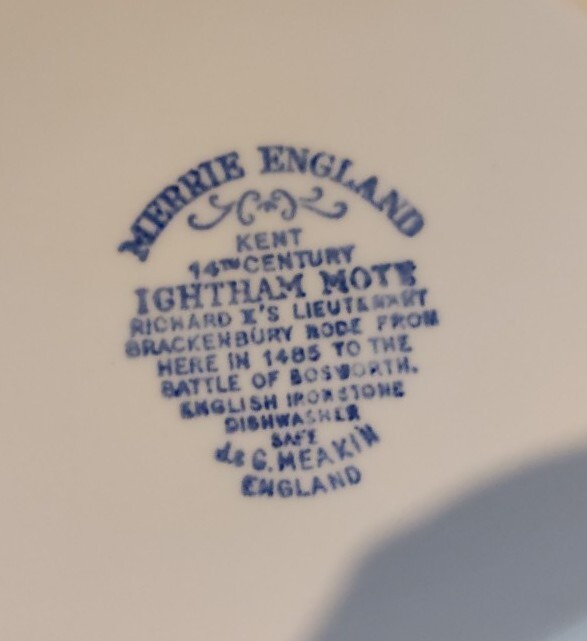 MERRIE ENGLAND
KENT
14TH CENTURY
IGHTHAM MOTE
RICHARD X'S LIEUTENANT
BRACKENBURY RODE FROM
HERE IN 1485 TO THE
BATTLE OF BOSWORTH.
ENGLISH IRONSTONE
DISHWASHER
SAFE
J & G. MEAKIN
ENGLAND